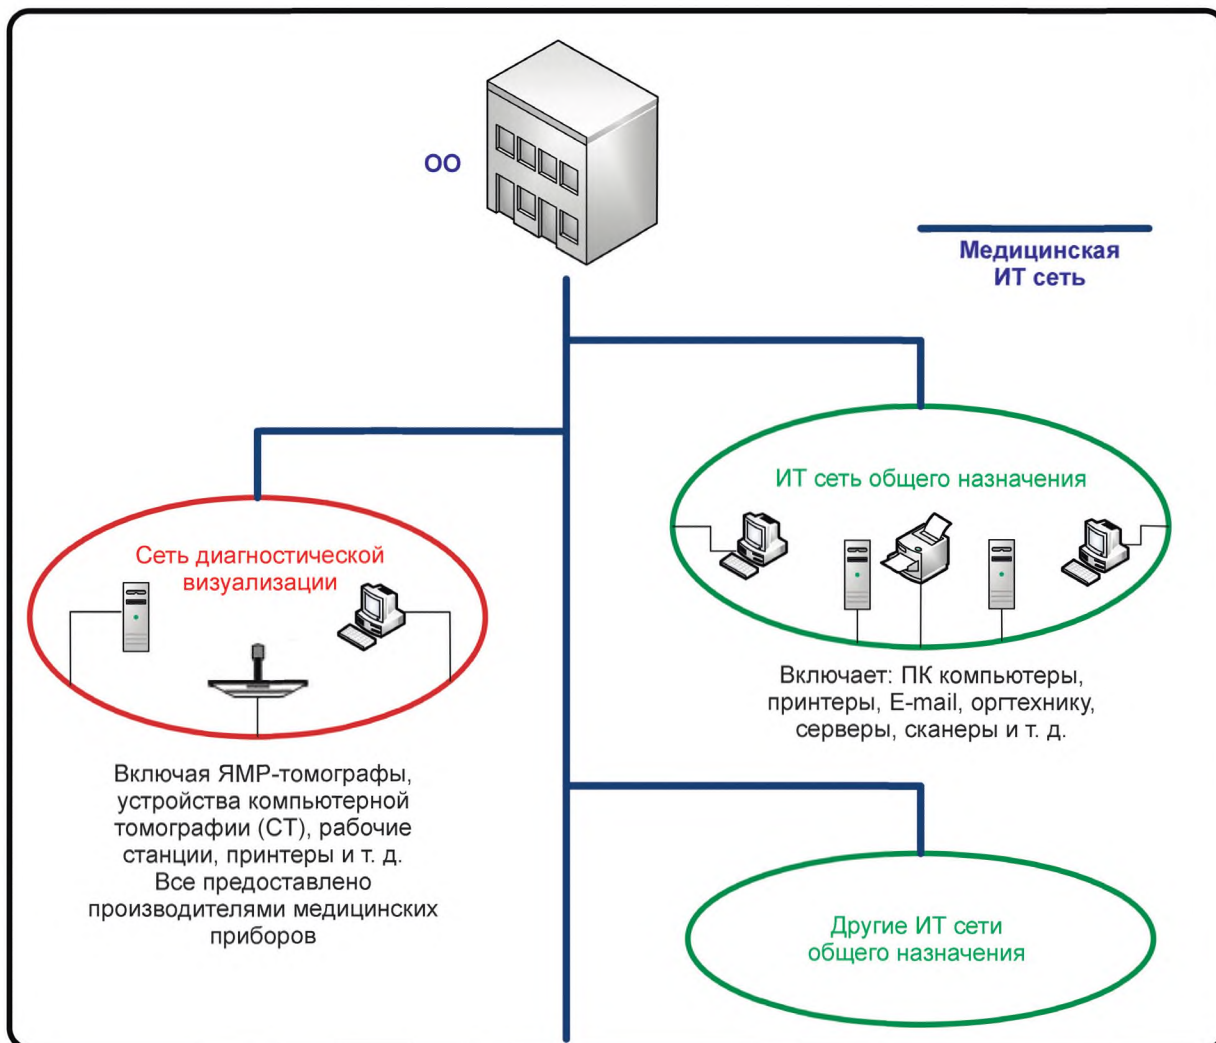 ОО
Медицинская
ИТ сеть
ИТ сеть общего назначения
Включает: ПК компьютеры,
принтеры, E-mail, оргтехнику,
серверы, сканеры и т. д.
Сеть диагностической
визуализации
Включая ЯМР-томографы,
устройства компьютерной
томографии (СТ), рабочие
станции, принтеры и т. д.
Все предоставлено
производителями медицинских
приборов
Другие ИТ сети
общего назначения